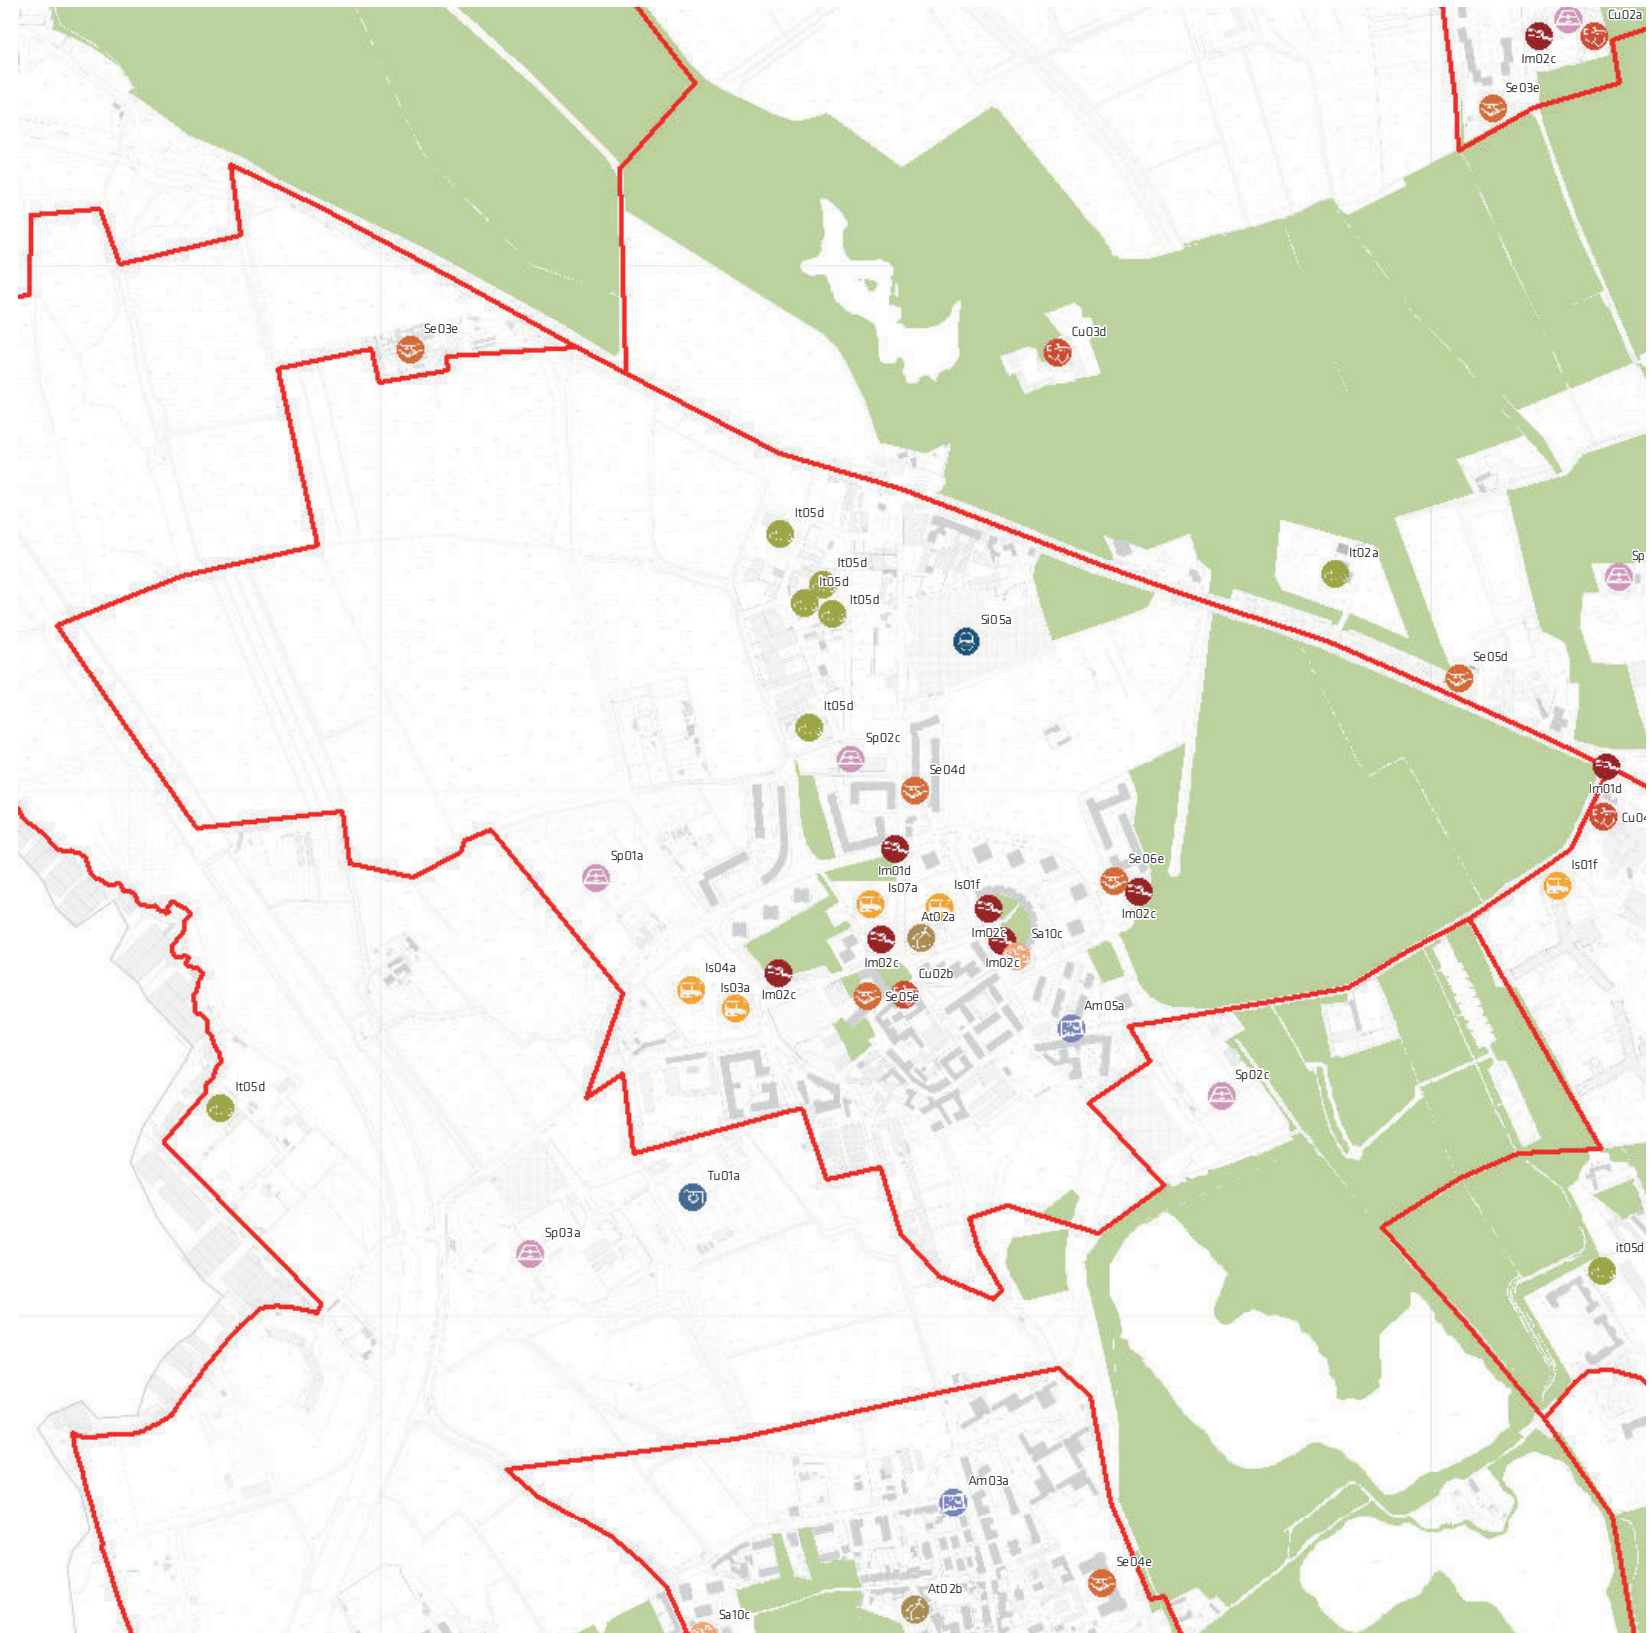 Cu02a
Im02c
Se03e
Se03e
Cu03d
It05d
It02a
It05d
It05d
It05d
Si05a
Sp
Se05d
It05d
Sp02c
Se04d
Im01d
Cu04
Sp01a
Im01d
Se06e
Is01f
Is07a
Is01f
Im02c
At02a
Im02c
Sa10c
Im02c
Im02c
Is04a
Is03a
Im02c
Cu02b
Se05e
Am05a
Sp02c
It05d
Tu01a
Sp03a
it05d
Am03a
Se04e
At02b
Sa10c